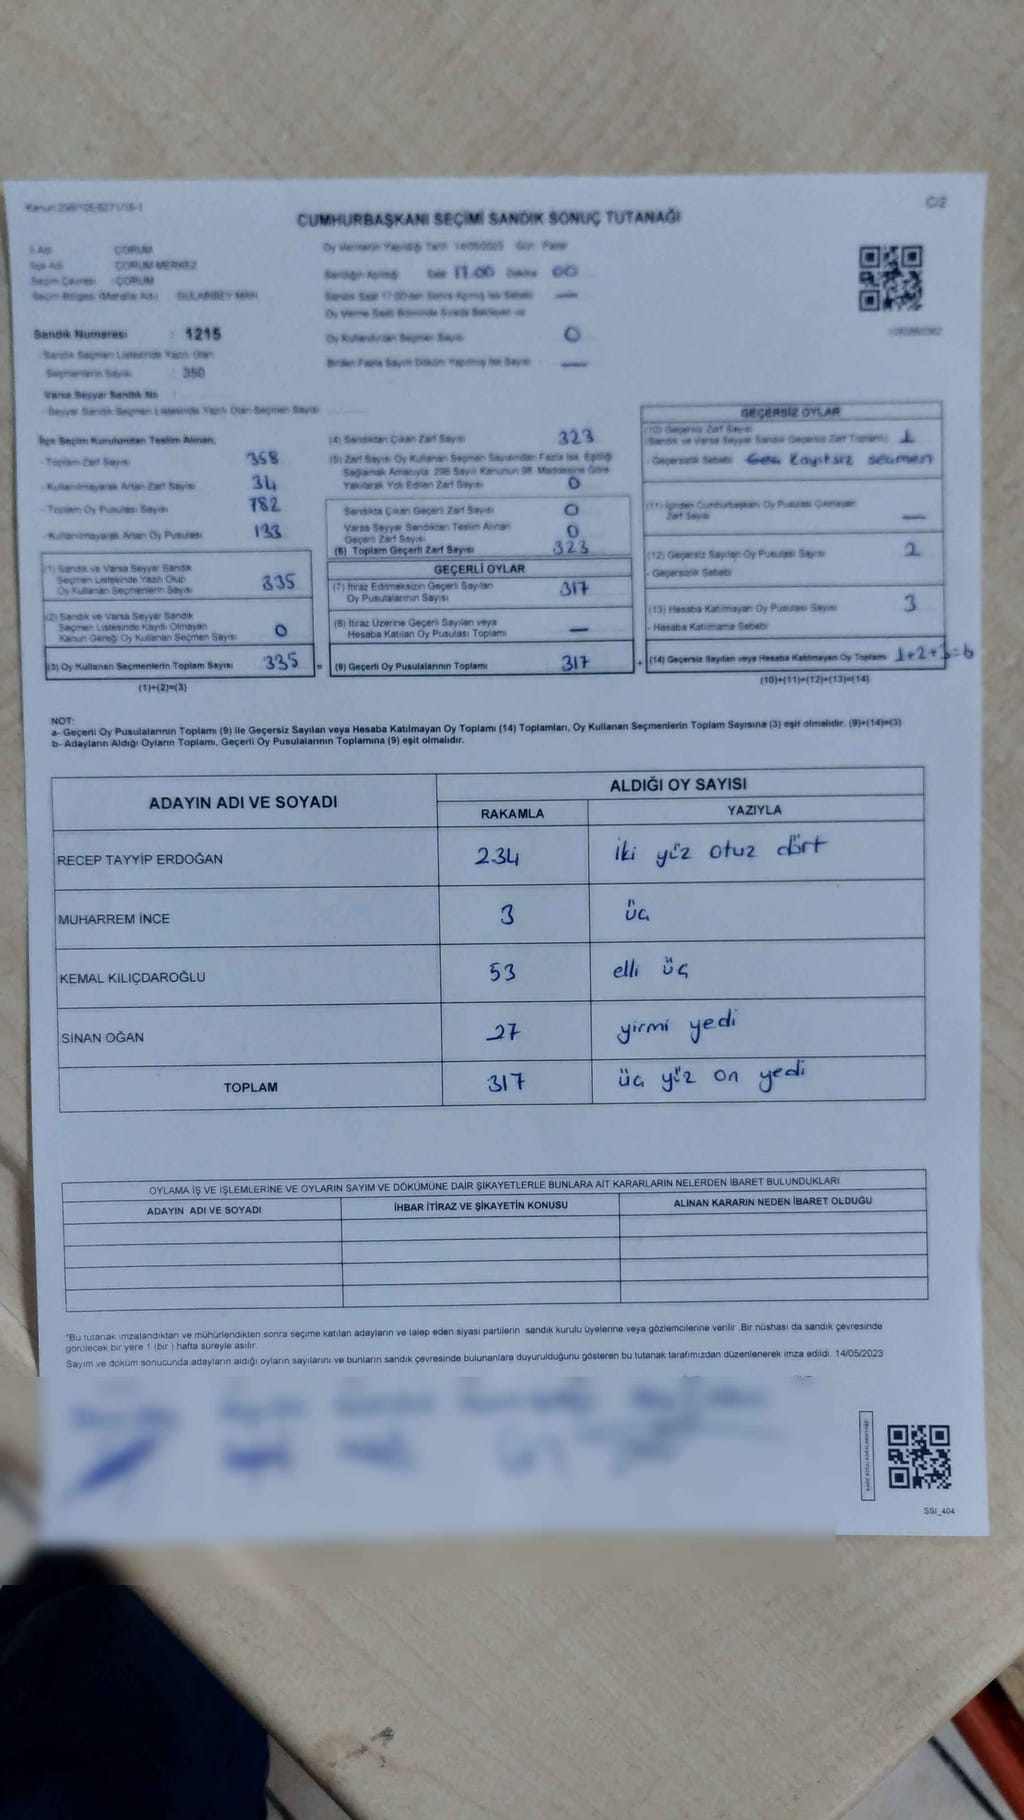 Kanun:298/105/6271/18-1
C/2
CUMHURBAŞKANI SEÇİMİ SANDIK SONUÇ TUTANAĞI
İl Adı : ÇORUM
İlçe Adı : ÇORUM MERKEZ
Seçim Çevresi : ÇORUM
Seçim Bölgesi (Mahalle Adı) : GÜLABİBEY MAH.
Sandık Numarası : 1215
- Sandık Seçmen Listesinde Yazılı Olan
Seçmenlerin Sayısı : 350
Varsa Seyyar Sandık No
- Seyyar Sandık Seçmen Listesinde Yazılı Olan Seçmen Sayısı
Oy Vermenin Yapıldığı Tarih 14/05/2023 Gün Pazar
Sandığın Açıldığı Saat 17.00 Dakika 00
Sandık Saat 17:00'den Sonra Açılmış İse Sebebi —
Oy Verme Saati Bitiminde Sırada Bekleyen ve
Oy Kullandırılan Seçmen Sayısı 0
Birden Fazla Sayım Döküm Yapılmış İse Sayısı —
İlçe Seçim Kurulundan Teslim Alınan;
- Toplam Zarf Sayısı 358
- Kullanılmayarak Artan Zarf Sayısı 34
- Toplam Oy Pusulası Sayısı 782
- Kullanılmayarak Artan Oy Pusulası 133
(1) Sandık ve Varsa Seyyar Sandık
Seçmen Listesinde Yazılı Olup
Oy Kullanan Seçmenlerin Sayısı 335
(2) Sandık ve Varsa Seyyar Sandık
Seçmen Listesinde Kayıtlı Olmayan
Kanun Gereği Oy Kullanan Seçmen Sayısı 0
(3) Oy Kullanan Seçmenlerin Toplam Sayısı 335 =
(1)+(2)=(3)
(4) Sandıktan Çıkan Zarf Sayısı 323
(5) Zarf Sayısı Oy Kullanan Seçmen Sayısından Fazla İse, Eşitliği
Sağlamak Amacıyla 298 Sayılı Kanunun 98. Maddesine Göre
Yakılarak Yok Edilen Zarf Sayısı 0
Sandıkta Çıkan Geçerli Zarf Sayısı 0
Varsa Seyyar Sandıktan Teslim Alınan
Geçerli Zarf Sayısı 0
(6) Toplam Geçerli Zarf Sayısı 323
GEÇERLİ OYLAR
(7) İtiraz Edilmeksizin Geçerli Sayılan
Oy Pusulalarının Sayısı 317
(8) İtiraz Üzerine Geçerli Sayılan veya
Hesaba Katılan Oy Pusulası Toplamı —
(9) Geçerli Oy Pusulalarının Toplamı 317 +
GEÇERSİZ OYLAR
(10) Geçersiz Zarf Sayısı
(Sandık ve Varsa Seyyar Sandık Geçersiz Zarf Toplamı) 1
- Geçersizlik Sebebi Kayıtsız seçmen
(11) İçinden Cumhurbaşkanı Oy Pusulası Çıkmayan
Zarf Sayısı —
(12) Geçersiz Sayılan Oy Pusulası Sayısı 2
- Geçersizlik Sebebi
(13) Hesaba Katılmayan Oy Pusulası Sayısı 3
- Hesaba Katılmama Sebebi
(14) Geçersiz Sayılan veya Hesaba Katılmayan Oy Toplamı 1+2+3=6
(10)+(11)+(12)+(13)=(14)
NOT:
a- Geçerli Oy Pusulalarının Toplamı (9) ile Geçersiz Sayılan veya Hesaba Katılmayan Oy Toplamı (14) Toplamları, Oy Kullanan Seçmenlerin Toplam Sayısına (3) eşit olmalıdır. (9)+(14)=(3)
b- Adayların Aldığı Oyların Toplamı, Geçerli Oy Pusulalarının Toplamına (9) eşit olmalıdır.
ADAYIN ADI VE SOYADI
ALDIĞI OY SAYISI
RAKAMLA YAZIYLA
RECEP TAYYİP ERDOĞAN 234 iki yüz otuz dört
MUHARREM İNCE 3 üç
KEMAL KILIÇDAROĞLU 53 elli üç
SİNAN OĞAN 27 yirmi yedi
TOPLAM 317 üç yüz on yedi
OYLAMA İŞ VE İŞLEMLERİNE VE OYLARIN SAYIM VE DÖKÜMÜNE DAİR ŞİKAYETLERLE BUNLARA AİT KARARLARIN NELERDEN İBARET BULUNDUKLARI
ADAYIN ADI VE SOYADI İHBAR İTİRAZ VE ŞİKAYETİN KONUSU ALINAN KARARIN NEDEN İBARET OLDUĞU
*Bu tutanak imzalandıktan ve mühürlendikten sonra seçime katılan adayların ve talep eden siyasi partilerin sandık kurulu üyelerine veya gözlemcilerine verilir .Bir nüshası da sandık çevresinde
görülecek bir yere 1 (bir ) hafta süreyle asılır.
Sayım ve döküm sonucunda adayların aldığı oyların sayılarını ve bunların sandık çevresinde bulunanlara duyurulduğunu gösteren bu tutanak tarafımızdan düzenlenerek imza edildi. 14/05/2023
SSI_404